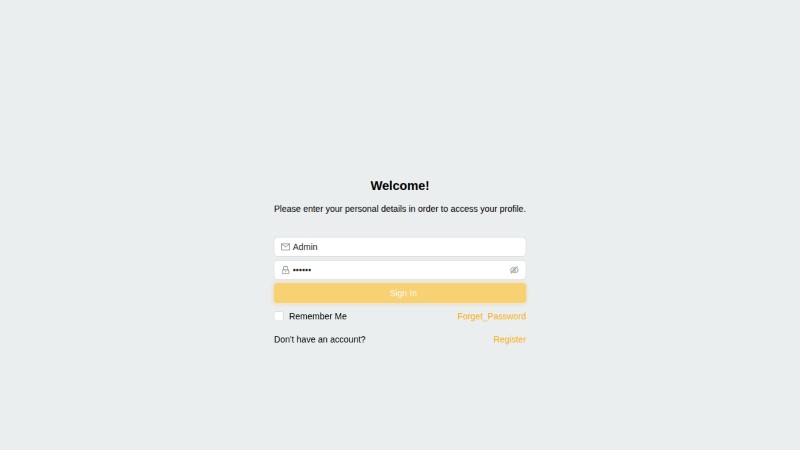 Welcome!
Please enter your personal details in order to access your profile.
Admin
••••••
Sign In
Remember Me
Forget_Password
Don't have an account?
Register